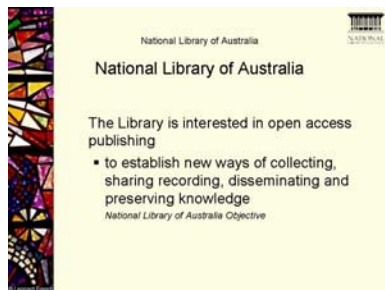 National Library of Australia
NATIONAL
National Library of Australia
The Library is interested in open access
publishing
▪ to establish new ways of collecting,
sharing recording, disseminating and
preserving knowledge
National Library of Australia Objective